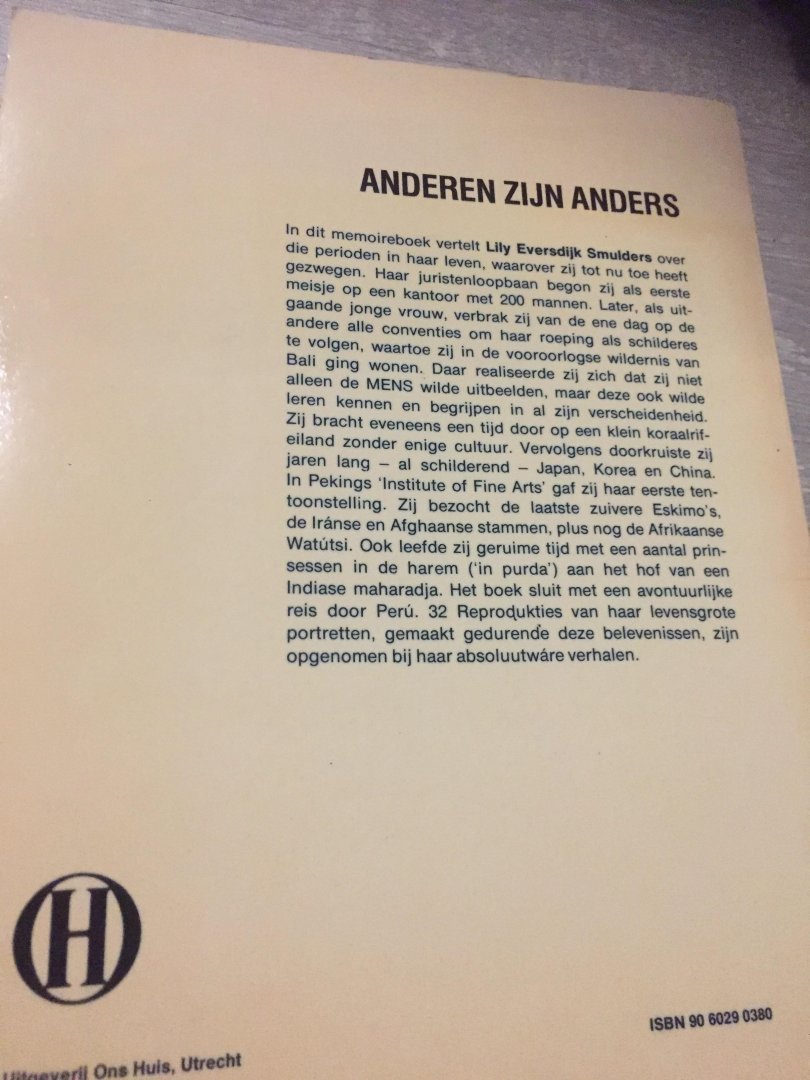 ANDEREN ZIJN ANDERS
In dit memoireboek vertelt Lily Eversdijk Smulders over
die perioden in haar leven, waarover zij tot nu toe heeft
gezwegen. Haar juristenloopbaan begon zij als eerste
meisje op een kantoor met 200 mannen. Later, als uit-
gaande jonge vrouw, verbrak zij van de ene dag op de
andere alle conventies om haar roeping als schilderes
te volgen, waartoe zij in de vooroorlogse wildernis van
Bali ging wonen. Daar realiseerde zij zich dat zij niet
alleen de MENS wilde uitbeelden, maar deze ook wilde
leren kennen en begrijpen in al zijn verscheidenheid.
Zij bracht eveneens een tijd door op een klein koraalrif-
eiland zonder enige cultuur. Vervolgens doorkruiste zij
jaren lang – al schilderend – Japan, Korea en China.
In Pekings ‘Institute of Fine Arts’ gaf zij haar eerste ten-
toonstelling. Zij bezocht de laatste zuivere Eskimo’s,
de Iránse en Afghaanse stammen, plus nog de Afrikaanse
Watútsi. Ook leefde zij geruime tijd met een aantal prin-
sessen in de harem (‘in purda’) aan het hof van een
Indiase maharadja. Het boek sluit met een avontuurlijke
reis door Perú. 32 Reprodukties van haar levensgrote
portretten, gemaakt gedurende deze belevenissen, zijn
opgenomen bij haar absoluutwáre verhalen.
H
ISBN 90 6029 0380
Uitgeverij Ons Huis, Utrecht